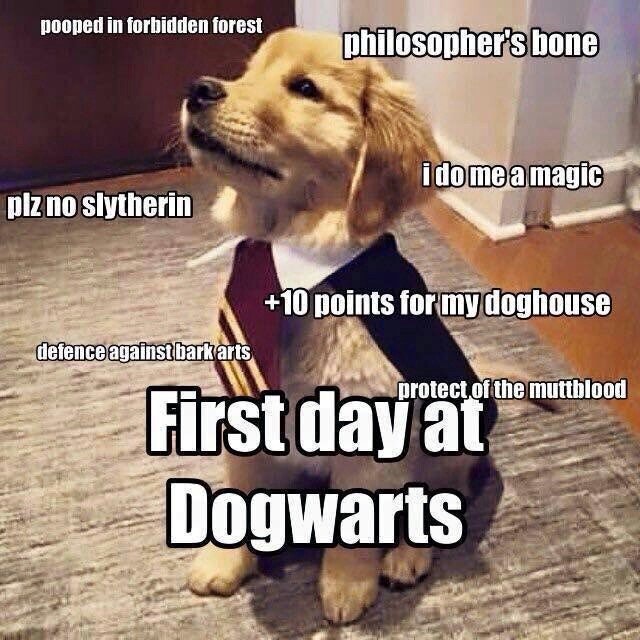 pooped in forbidden forest
philosopher's bone
i do me a magic
plz no slytherin
+10 points for my doghouse
defence against bark arts
protect of the muttblood
First day at
Dogwarts